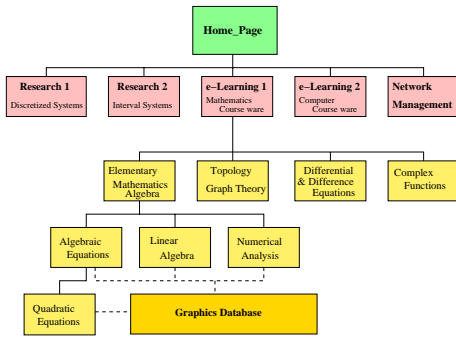 Home_Page
Research 1
Discretized Systems
Research 2
Interval Systems
e-Learning 1
Mathematics
Course ware
e-Learning 2
Computer
Course ware
Network
Management
Elementary
Mathematics
Algebra
Topology
Graph Theory
Differential
& Difference
Equations
Complex
Functions
Algebraic
Equations
Linear
Algebra
Numerical
Analysis
Quadratic
Equations
Graphics Database